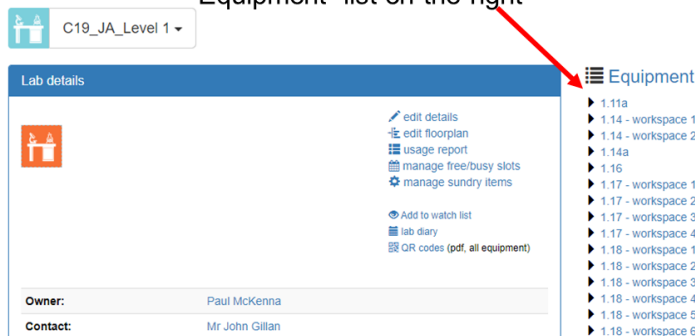 Equipment" list on the right
C19_JA_Level 1
Lab details
edit details
edit floorplan
usage report
manage free/busy slots
manage sundry items
Add to watch list
lab diary
QR codes (pdf, all equipment)
Owner: Paul McKenna
Contact: Mr John Gillan
Equipment
1.11a
1.14 - workspace 1
1.14 - workspace 2
1.14a
1.16
1.17 - workspace 1
1.17 - workspace 2
1.17 - workspace 3
1.17 - workspace 4
1.18 - workspace 1
1.18 - workspace 2
1.18 - workspace 3
1.18 - workspace 4
1.18 - workspace 5
1.18 - workspace 6